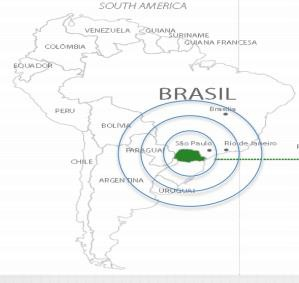 SOUTH AMERICA
VENEZUELA
GUIANA
SURINAME
GUIANA FRANCESA
COLÔMBIA
EQUADOR
BRASIL
Brasília
PERU
BOLÍVIA
São Paulo
Rio de Janeiro
PARAGUAI
CHILE
ARGENTINA
URUGUAI